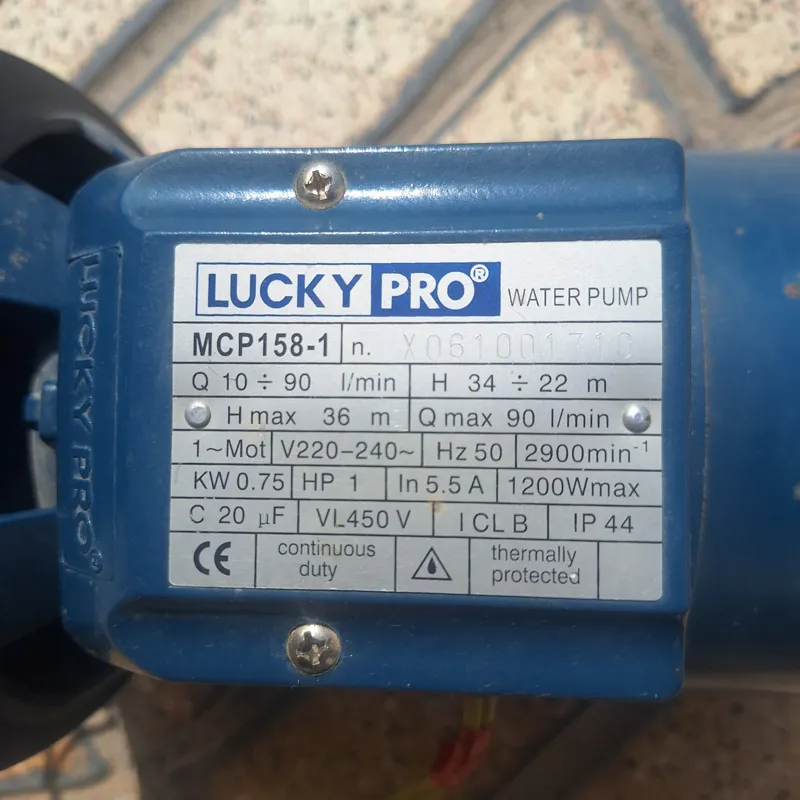 LUCKY PRO® WATER PUMP
MCP158-1 n. X061001710
Q 10 ÷ 90 l/min H 34 ÷ 22 m
H max 36 m Q max 90 l/min
1~Mot V220-240~ Hz 50 2900min⁻¹
KW 0.75 HP 1 In 5.5 A 1200Wmax
C 20 µF VL450 V I CL B IP 44
CE continuous duty thermally protected
LUCKY PRO®